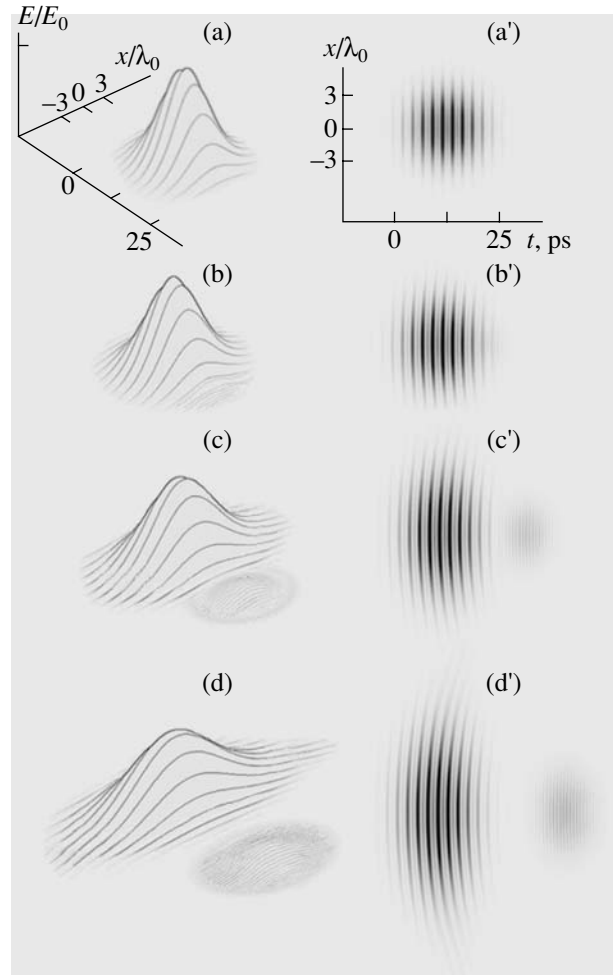 E/E₀
(a)
(a')
x/λ₀
–3 0 3
0
25
x/λ₀
3
0
–3
0 25 t, ps
(b)
(b')
(c)
(c')
(d)
(d')